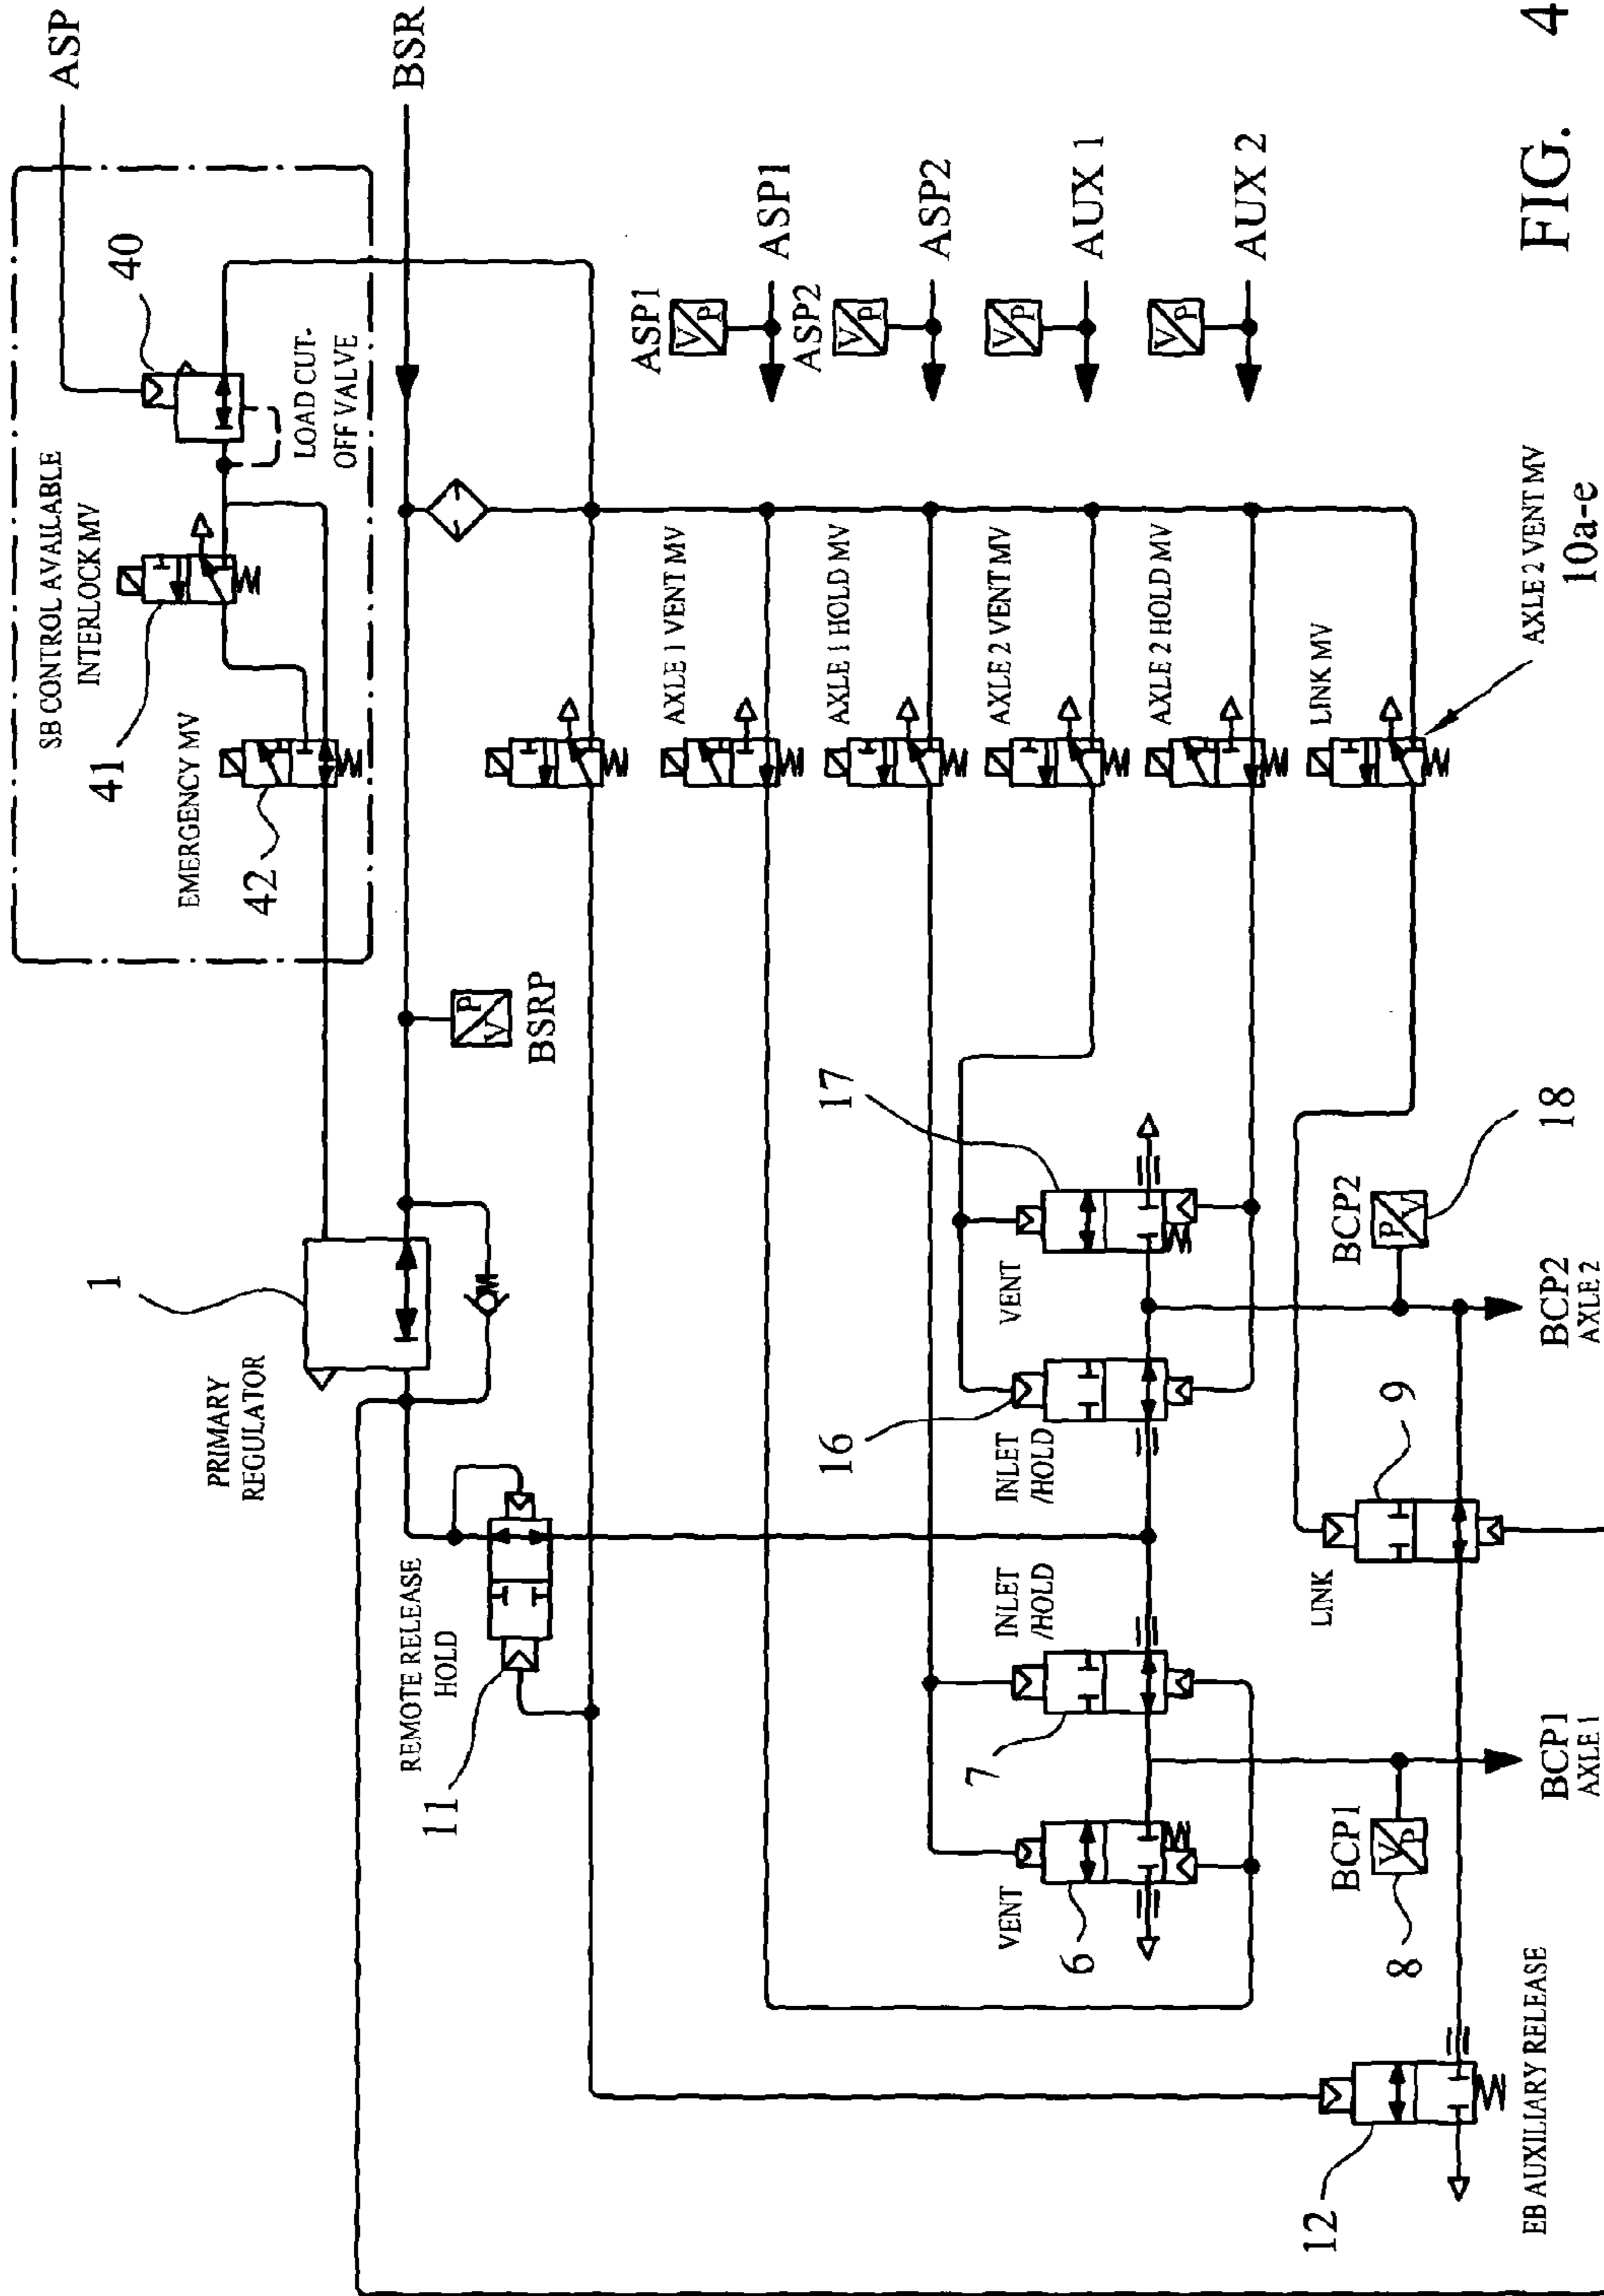 ASP
BSR
40
LOAD CUT-
OFF VALVE
SB CONTROL AVAILABLE
INTERLOCK MV
41
EMERGENCY MV
42
1
PRIMARY
REGULATOR
P
V
BSRP
REMOTE RELEASE
HOLD
11
ASP1
V
P
ASP1
ASP2
V
P
ASP2
V
P
AUX 1
V
P
AUX 2
AXLE 1 VENT MV
AXLE 1 HOLD MV
AXLE 2 VENT MV
AXLE 2 HOLD MV
LINK MV
AXLE 2 VENT MV
10a-e
17
VENT
16
INLET
/HOLD
INLET
/HOLD
7
VENT
6
BCP2
P
V
18
BCP2
AXLE 2
9
LINK
BCP1
V
P
8
BCP1
AXLE 1
12
EB AUXILIARY RELEASE
FIG. 4